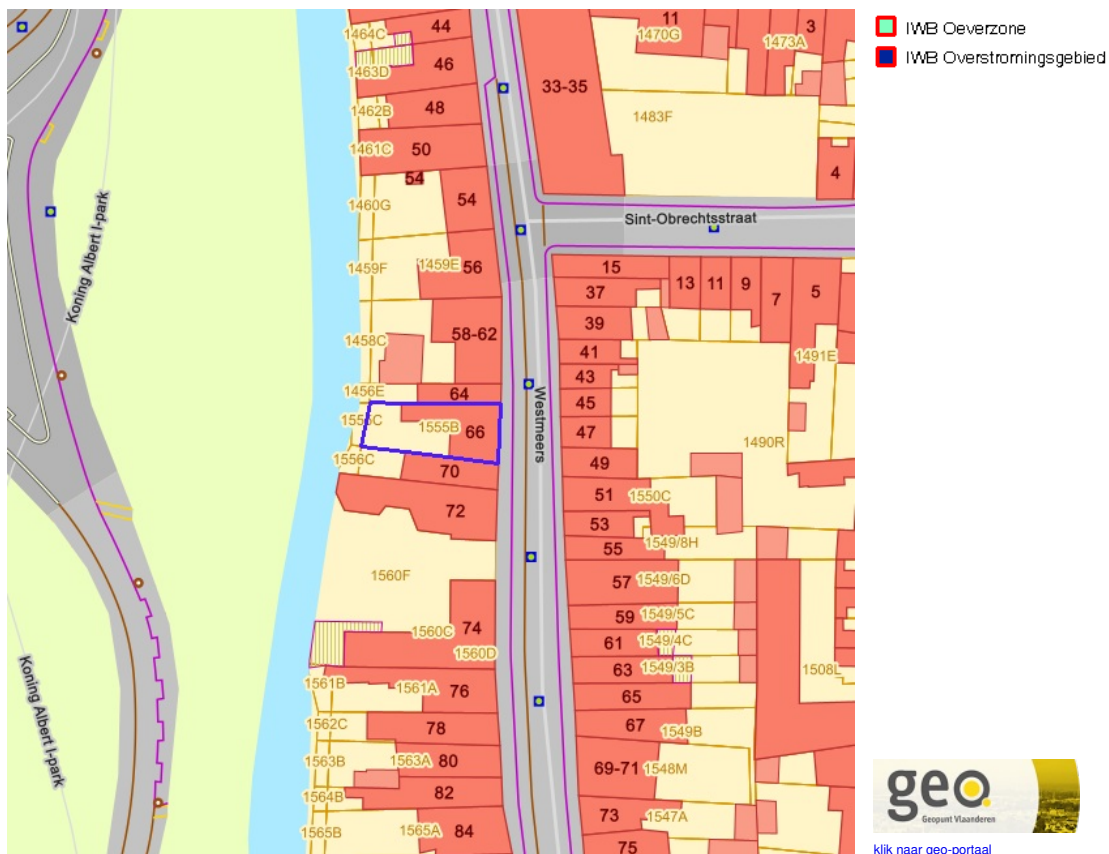 44
11
3
IWB Oeverzone
1464C
1470G
1473A
IWB Overstromingsgebied
46
1463D
33-35
48
1462B
1483F
50
1461C
4
54
54
1460G
Sint-Obrechtsstraat
Koning Albert I-park
1459F
1459E
56
15
13
11
9
7
5
37
39
58-62
1458C
41
1491E
43
1456E
64
45
Westmeers
1555C
1555B
66
47
1490R
1556C
70
49
51
1550C
72
53
1549/8H
55
1560F
57
1549/6D
59
1549/5C
74
1560C
61
1549/4C
1560D
63
1549/3B
1508L
Koning Albert I-park
1561B
1561A
76
65
1562C
78
67
1549B
1563B
1563A
80
69-71
1548M
1564B
82
geo
73
1547A
Geopunt Vlaanderen
1565B
1565A
84
75
klik naar geo-portaal